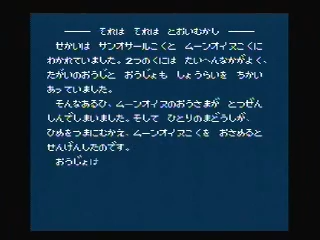 それは それは とおいむかし
せかいは サンオサールこくと ムーンオイスこくに
わかれていました。2つのくには たいへんなかがよく、
たがいのおうじと おうじょも しょうらいを ちかい
あっていました。
そんなあるひ、ムーンオイスのおうさまが とつぜん
しんでしまいました。そして ひとりのまどうしが、
ひめをつまにむかえ、ムーンオイスこくを おさめると
せんげんしたのです。
おうじょは